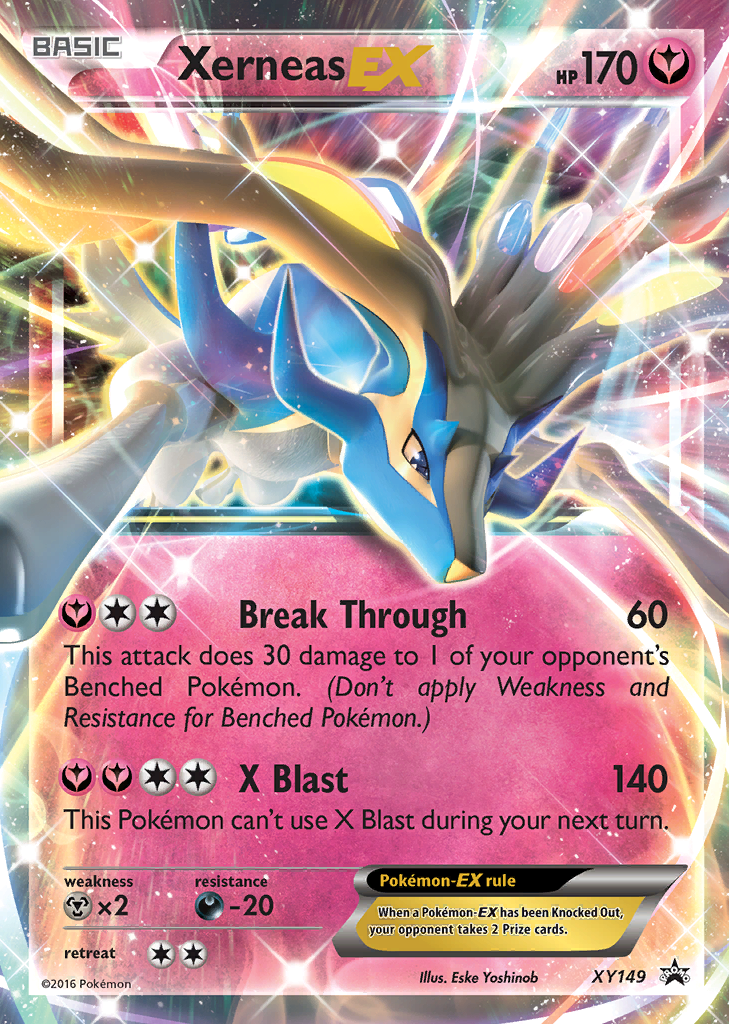 BASIC
Xerneas EX
HP 170
Break Through 60
This attack does 30 damage to 1 of your opponent's
Benched Pokémon. (Don't apply Weakness and
Resistance for Benched Pokémon.)
X Blast 140
This Pokémon can't use X Blast during your next turn.
weakness resistance
×2 -20
retreat
Pokémon-EX rule
When a Pokémon-EX has been Knocked Out,
your opponent takes 2 Prize cards.
©2016 Pokémon
Illus. Eske Yoshinob
XY149
PROMO